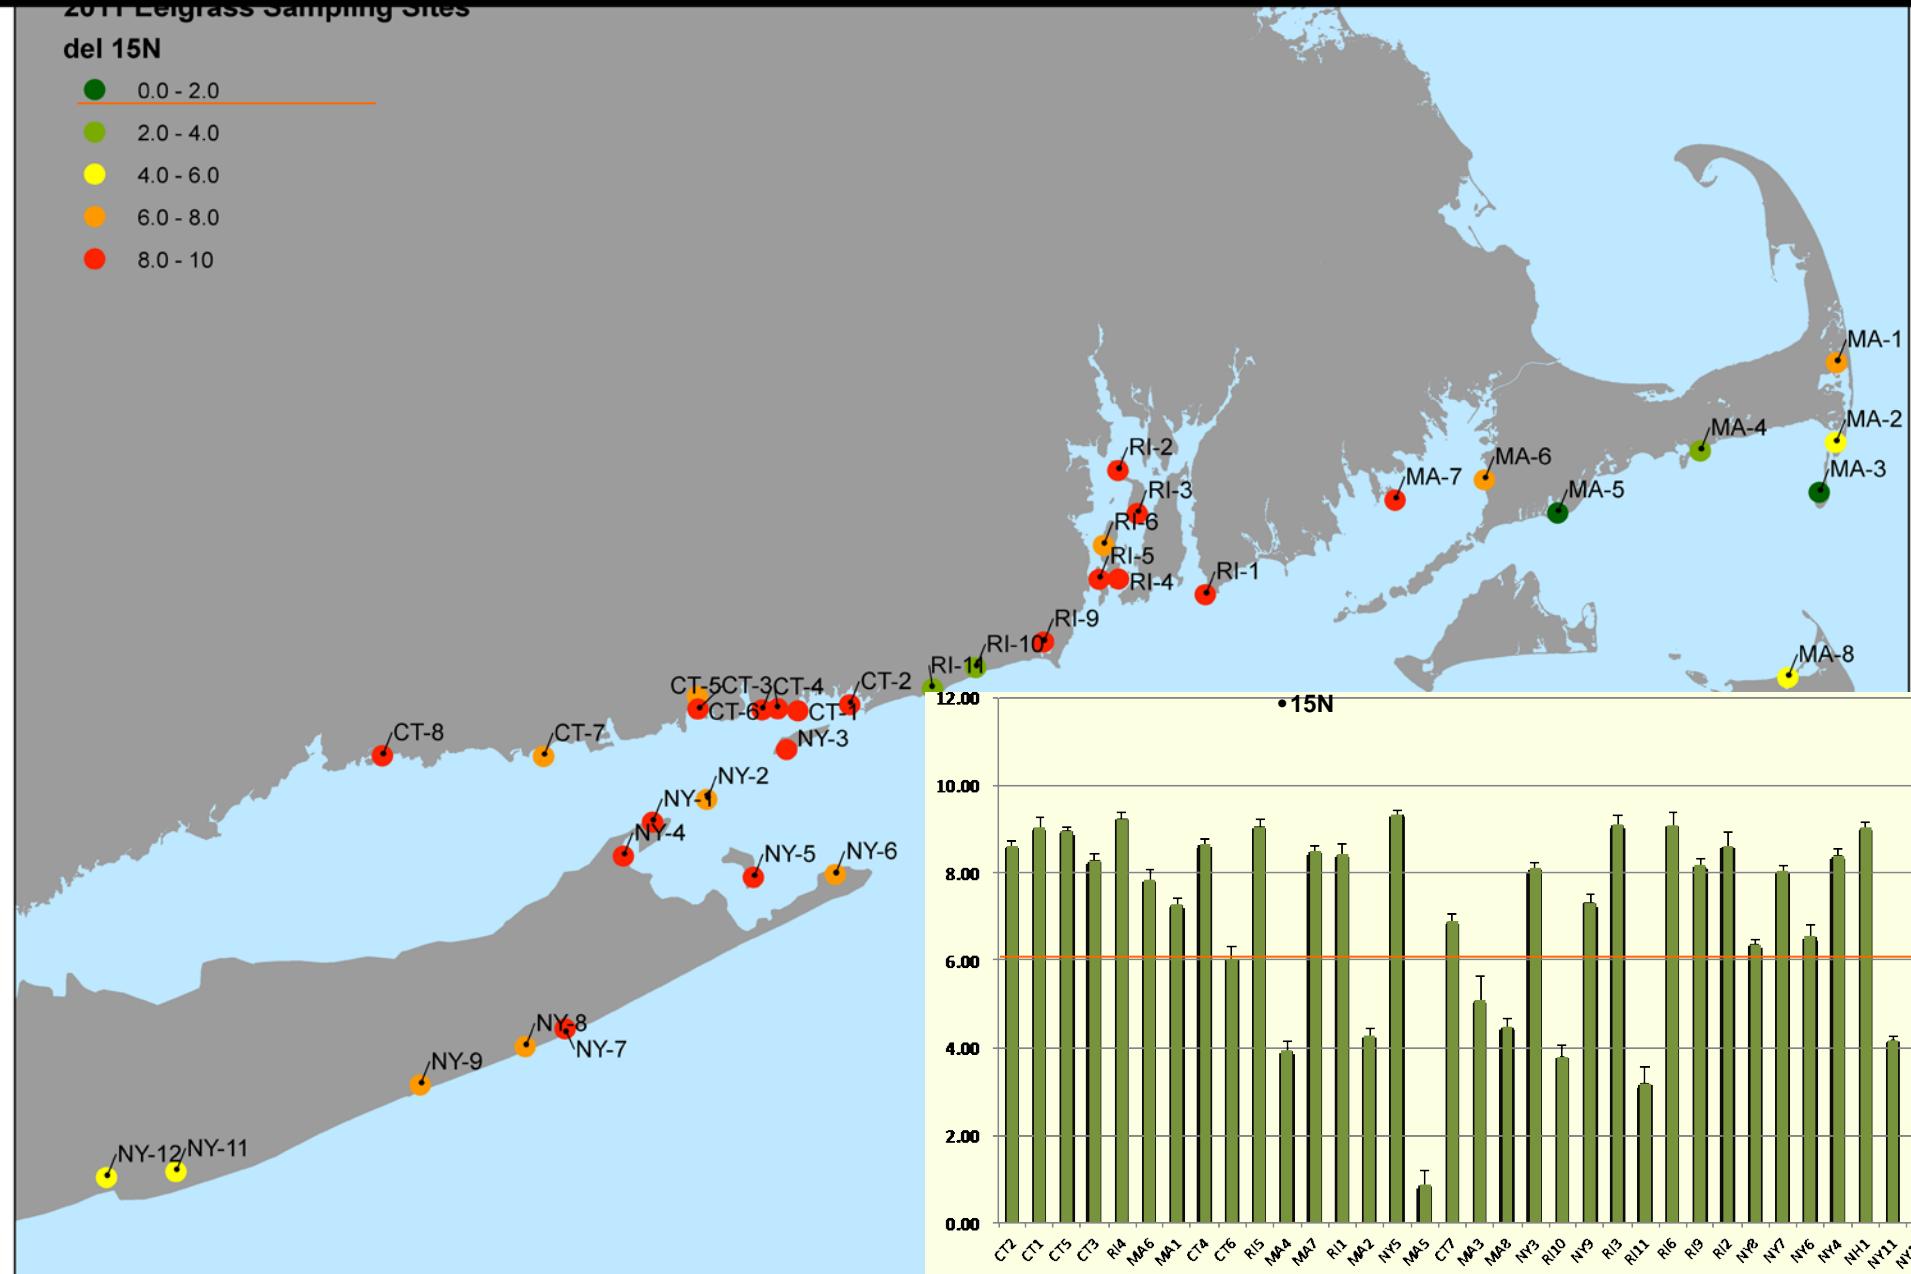 2011 Eelgrass Sampling Sites
del 15N
0.0 - 2.0
2.0 - 4.0
4.0 - 6.0
6.0 - 8.0
8.0 - 10
MA-1
MA-2
MA-4
MA-3
RI-2
MA-6
MA-7
MA-5
RI-3
RI-6
RI-5
RI-4
RI-1
RI-9
RI-10
RI-11
MA-8
CT-5
CT-3
CT-4
CT-2
CT-6
CT-1
CT-8
CT-7
NY-3
NY-2
NY-1
NY-4
NY-5
NY-6
NY-8
NY-7
NY-9
NY-12
NY-11
•15N
12.00
10.00
8.00
6.00
4.00
2.00
0.00
CT2 CT1 CT5 CT3 RI4 MA6 MA1 CT4 CT6 RI5 MA4 MA7 RI1 MA2 NY5 MA5 CT7 MA3 MA8 NY3 RI10 NY9 RI3 RI11 RI6 RI9 RI2 NY8 NY7 NY6 NY4 NH1 NY11